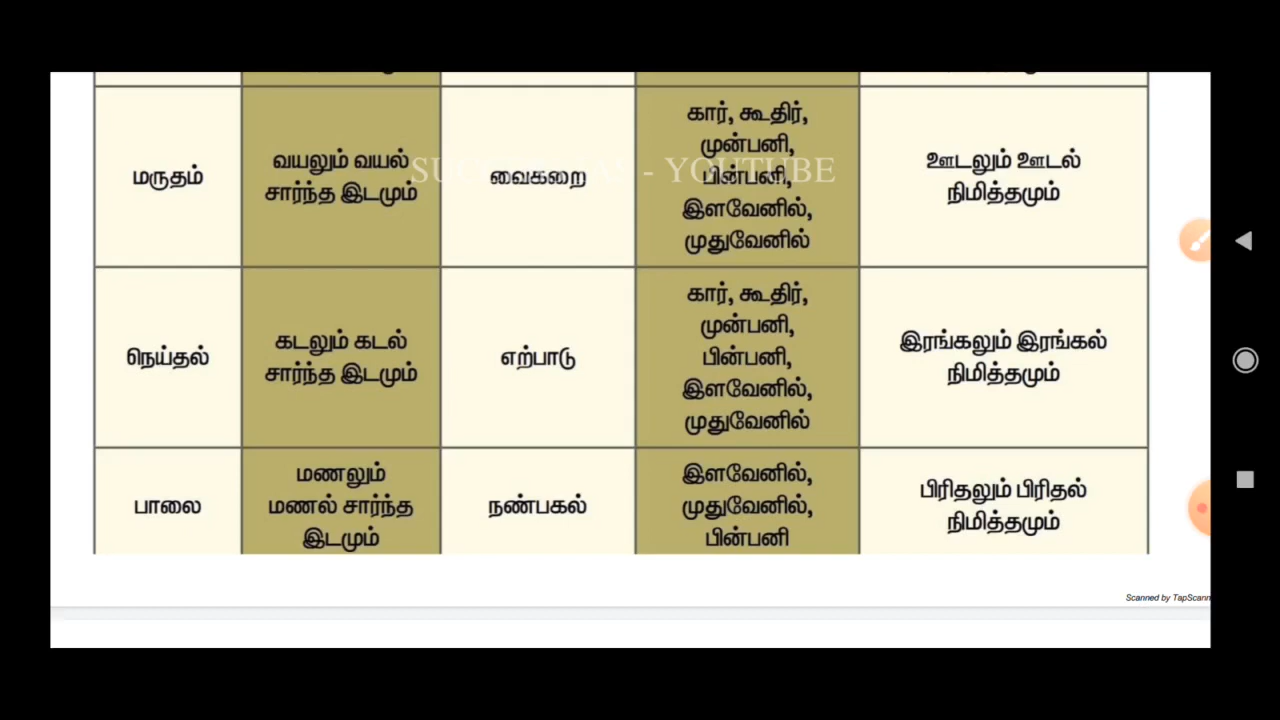 மருதம்
வயலும் வயல்
சார்ந்த இடமும்
வைகறை
கார், கூதிர்,
முன்பனி,
பின்பனி,
இளவேனில்,
முதுவேனில்
ஊடலும் ஊடல்
நிமித்தமும்
- YOUTUBE
நெய்தல்
கடலும் கடல்
சார்ந்த இடமும்
எற்பாடு
கார், கூதிர்,
முன்பனி,
பின்பனி,
இளவேனில்,
முதுவேனில்
இரங்கலும் இரங்கல்
நிமித்தமும்
பாலை
மணலும்
மணல் சார்ந்த
இடமும்
நண்பகல்
இளவேனில்,
முதுவேனில்,
பின்பனி
பிரிதலும் பிரிதல்
நிமித்தமும்
Scanned by TapScann